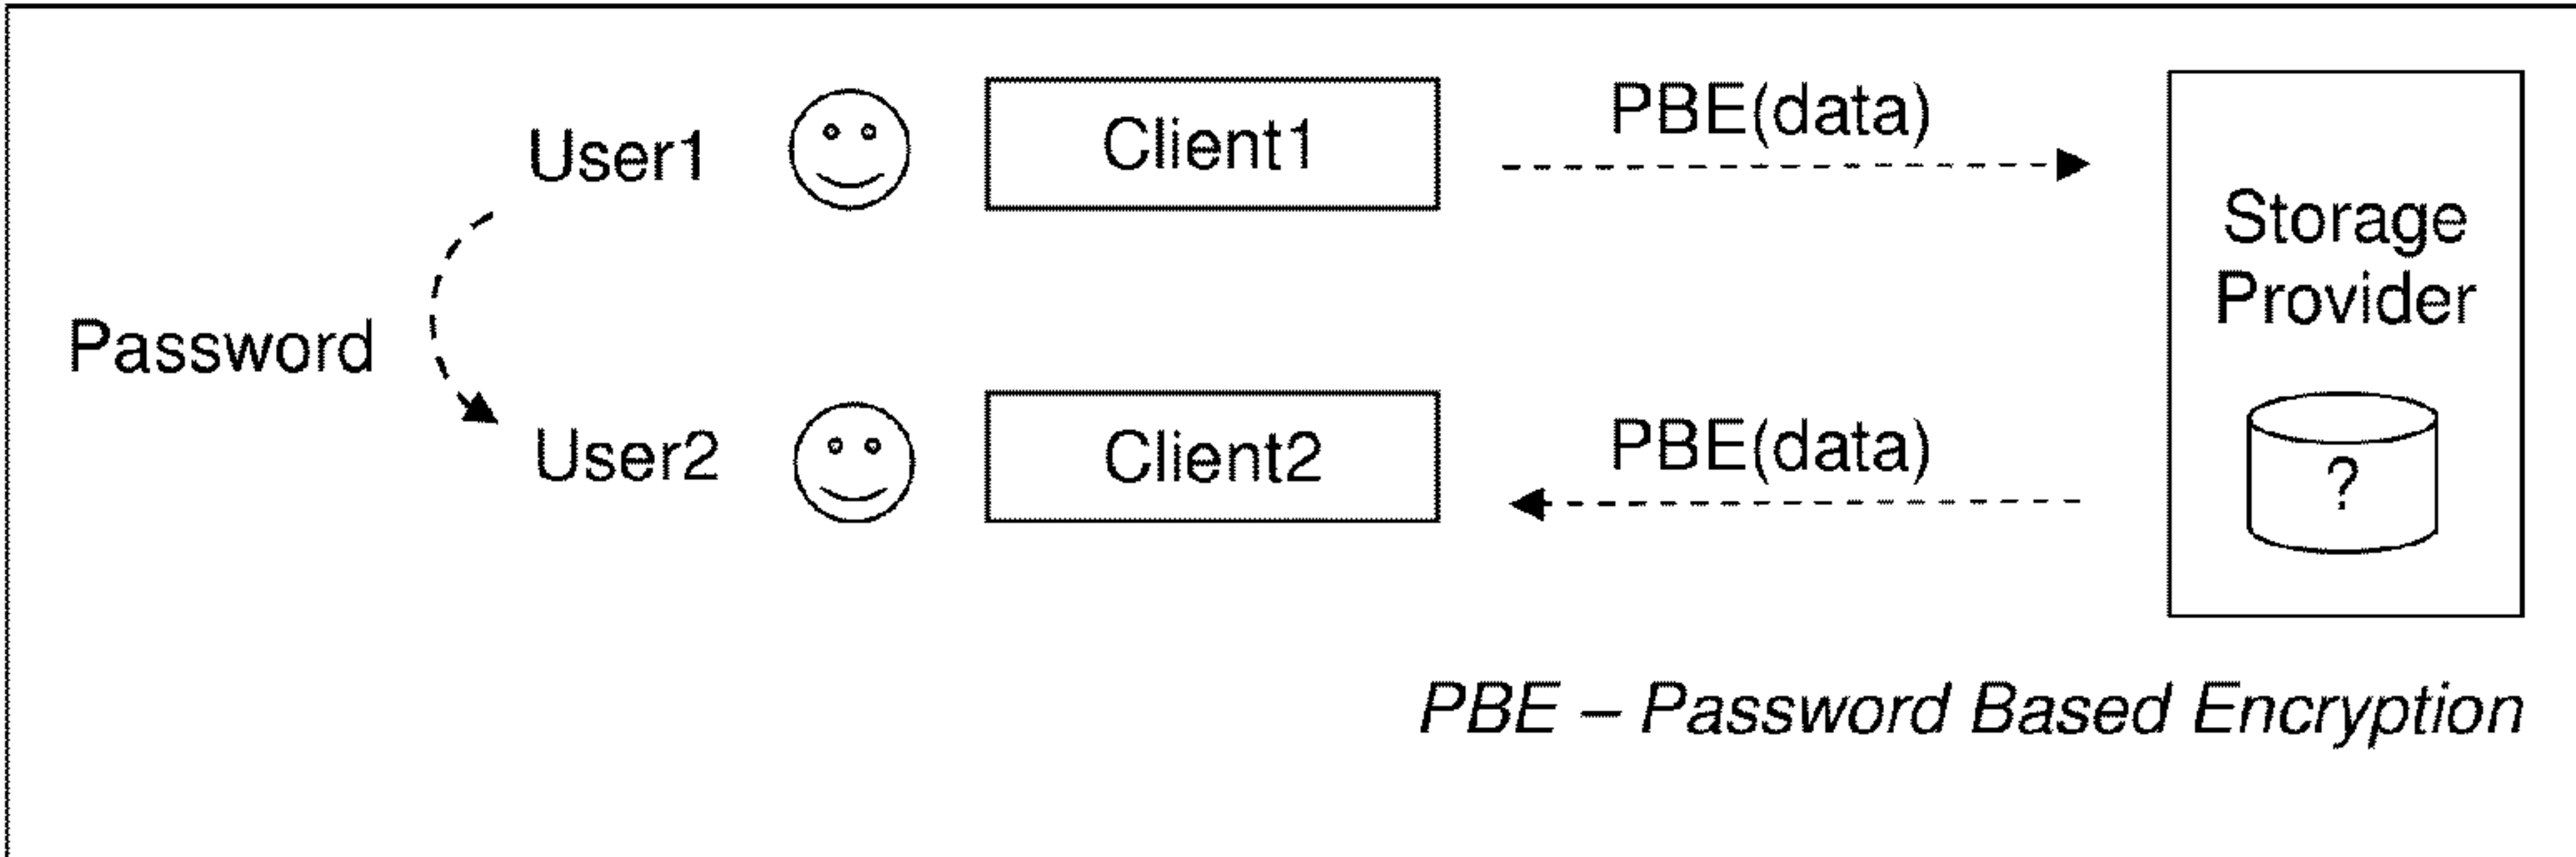 User1
Client1
PBE(data)
Storage
Provider
Password
User2
Client2
PBE(data)
?
PBE – Password Based Encryption